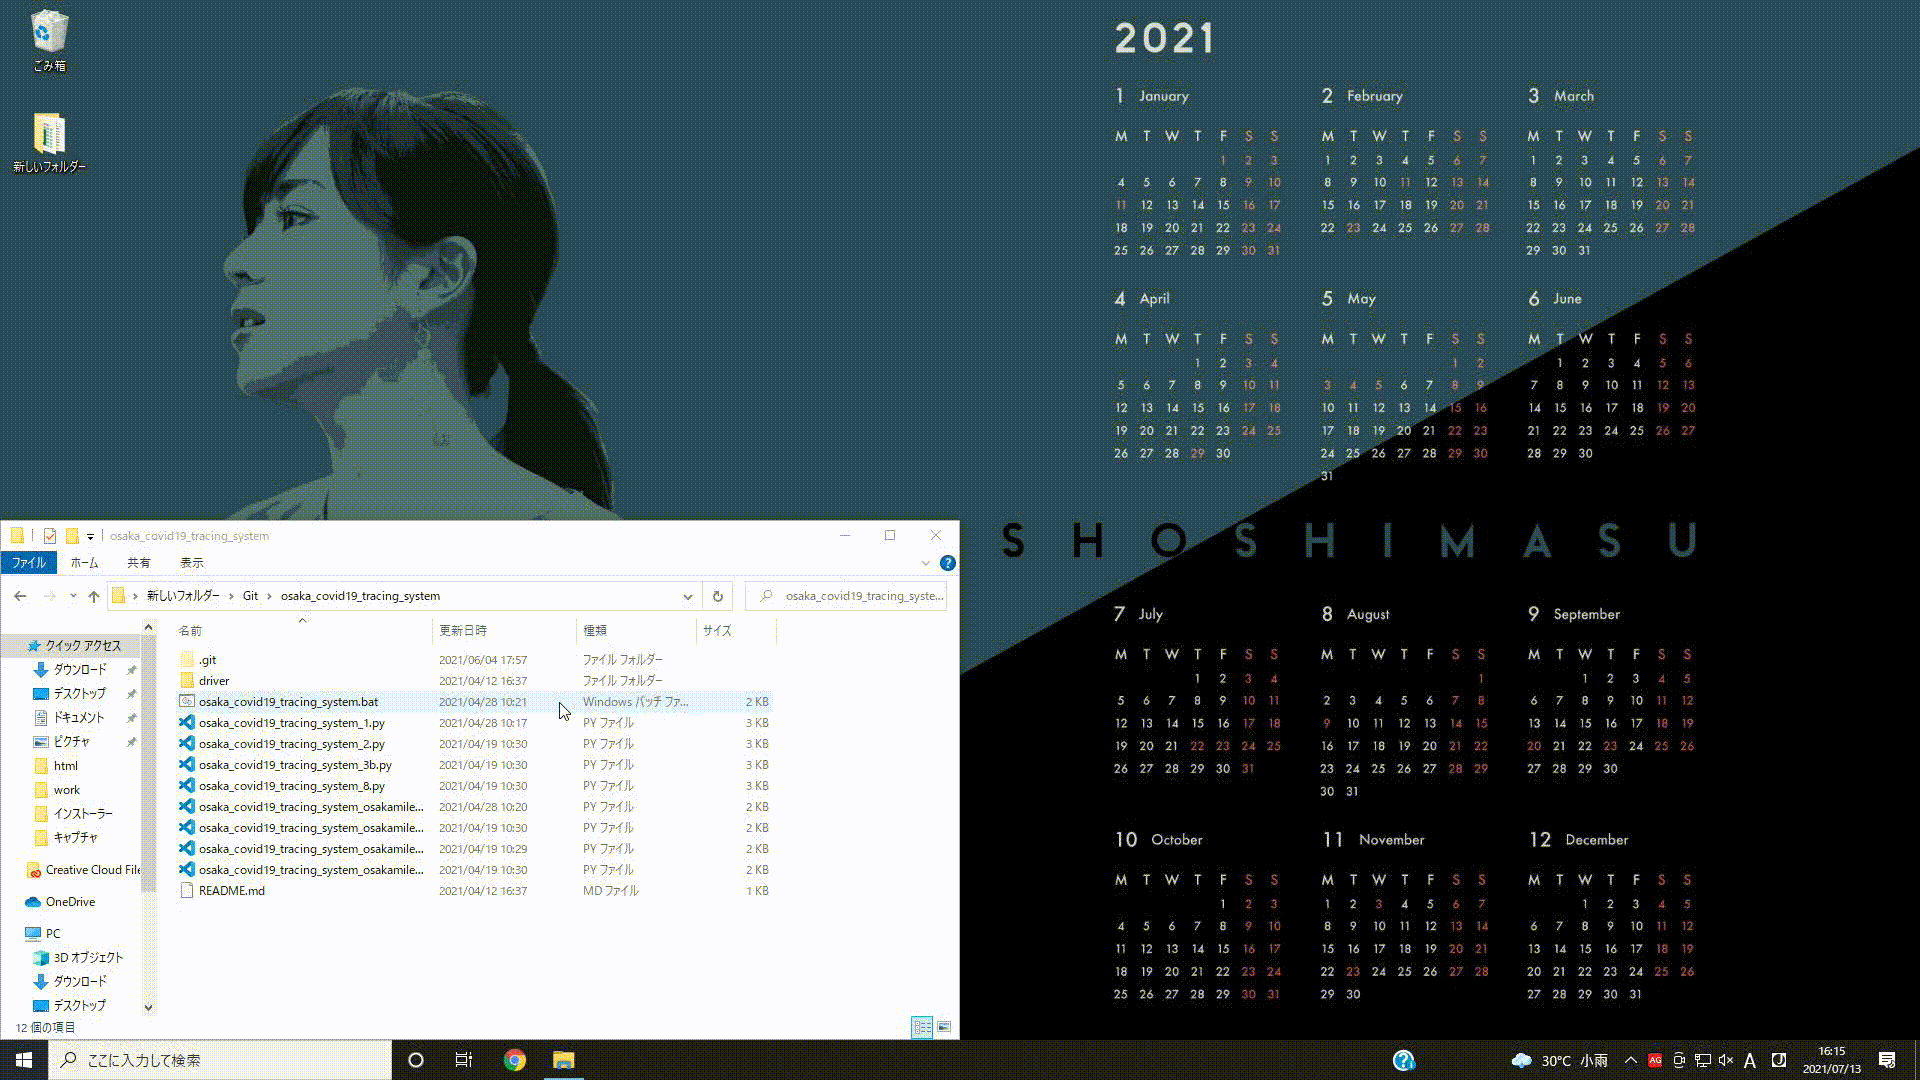 ごみ箱
新しいフォルダー
2021
1 January
M T W T F S S
1 2 3
4 5 6 7 8 9 10
11 12 13 14 15 16 17
18 19 20 21 22 23 24
25 26 27 28 29 30 31
2 February
M T W T F S S
1 2 3 4 5 6 7
8 9 10 11 12 13 14
15 16 17 18 19 20 21
22 23 24 25 26 27 28
3 March
M T W T F S S
1 2 3 4 5 6 7
8 9 10 11 12 13 14
15 16 17 18 19 20 21
22 23 24 25 26 27 28
29 30 31
4 April
M T W T F S S
1 2 3 4
5 6 7 8 9 10 11
12 13 14 15 16 17 18
19 20 21 22 23 24 25
26 27 28 29 30
5 May
M T W T F S S
1 2
3 4 5 6 7 8 9
10 11 12 13 14 15 16
17 18 19 20 21 22 23
24 25 26 27 28 29 30
31
6 June
M T W T F S S
1 2 3 4 5 6
7 8 9 10 11 12 13
14 15 16 17 18 19 20
21 22 23 24 25 26 27
28 29 30
SHOSHIMASU
7 July
M T W T F S S
1 2 3 4
5 6 7 8 9 10 11
12 13 14 15 16 17 18
19 20 21 22 23 24 25
26 27 28 29 30 31
8 August
M T W T F S S
1
2 3 4 5 6 7 8
9 10 11 12 13 14 15
16 17 18 19 20 21 22
23 24 25 26 27 28 29
30 31
9 September
M T W T F S S
1 2 3 4 5
6 7 8 9 10 11 12
13 14 15 16 17 18 19
20 21 22 23 24 25 26
27 28 29 30
10 October
M T W T F S S
1 2 3
4 5 6 7 8 9 10
11 12 13 14 15 16 17
18 19 20 21 22 23 24
25 26 27 28 29 30 31
11 November
M T W T F S S
1 2 3 4 5 6 7
8 9 10 11 12 13 14
15 16 17 18 19 20 21
22 23 24 25 26 27 28
29 30
12 December
M T W T F S S
1 2 3 4 5
6 7 8 9 10 11 12
13 14 15 16 17 18 19
20 21 22 23 24 25 26
27 28 29 30 31
osaka_covid19_tracing_system
ファイル ホーム 共有 表示
新しいフォルダー › Git › osaka_covid19_tracing_system
osaka_covid19_tracing_syste...
クイック アクセス
ダウンロード
デスクトップ
ドキュメント
ピクチャ
html
work
インストーラー
キャプチャ
Creative Cloud File
OneDrive
PC
3D オブジェクト
ダウンロード
デスクトップ
名前 更新日時 種類 サイズ
.git 2021/06/04 17:57 ファイル フォルダー
driver 2021/04/12 16:37 ファイル フォルダー
osaka_covid19_tracing_system.bat 2021/04/28 10:21 Windows バッチ ファ... 2 KB
osaka_covid19_tracing_system_1.py 2021/04/28 10:17 PY ファイル 3 KB
osaka_covid19_tracing_system_2.py 2021/04/19 10:30 PY ファイル 3 KB
osaka_covid19_tracing_system_3b.py 2021/04/19 10:30 PY ファイル 3 KB
osaka_covid19_tracing_system_8.py 2021/04/19 10:30 PY ファイル 3 KB
osaka_covid19_tracing_system_osakamile... 2021/04/28 10:20 PY ファイル 2 KB
osaka_covid19_tracing_system_osakamile... 2021/04/19 10:30 PY ファイル 2 KB
osaka_covid19_tracing_system_osakamile... 2021/04/19 10:29 PY ファイル 2 KB
osaka_covid19_tracing_system_osakamile... 2021/04/19 10:30 PY ファイル 2 KB
README.md 2021/04/12 16:37 MD ファイル 1 KB
12 個の項目
ここに入力して検索
30°C 小雨
AG
A
16:15
2021/07/13